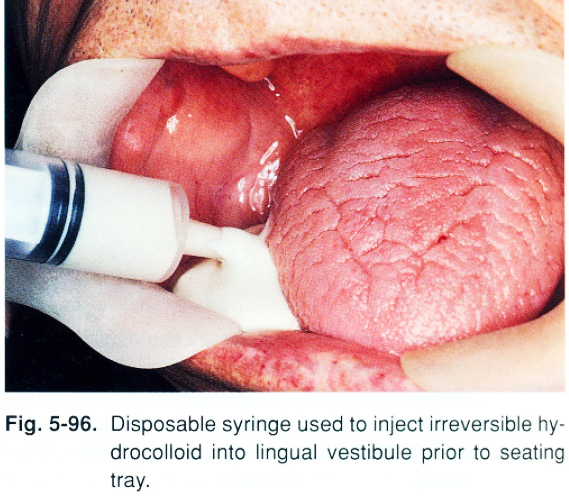 Fig. 5-96. Disposable syringe used to inject irreversible hy-
drocolloid into lingual vestibule prior to seating
tray.